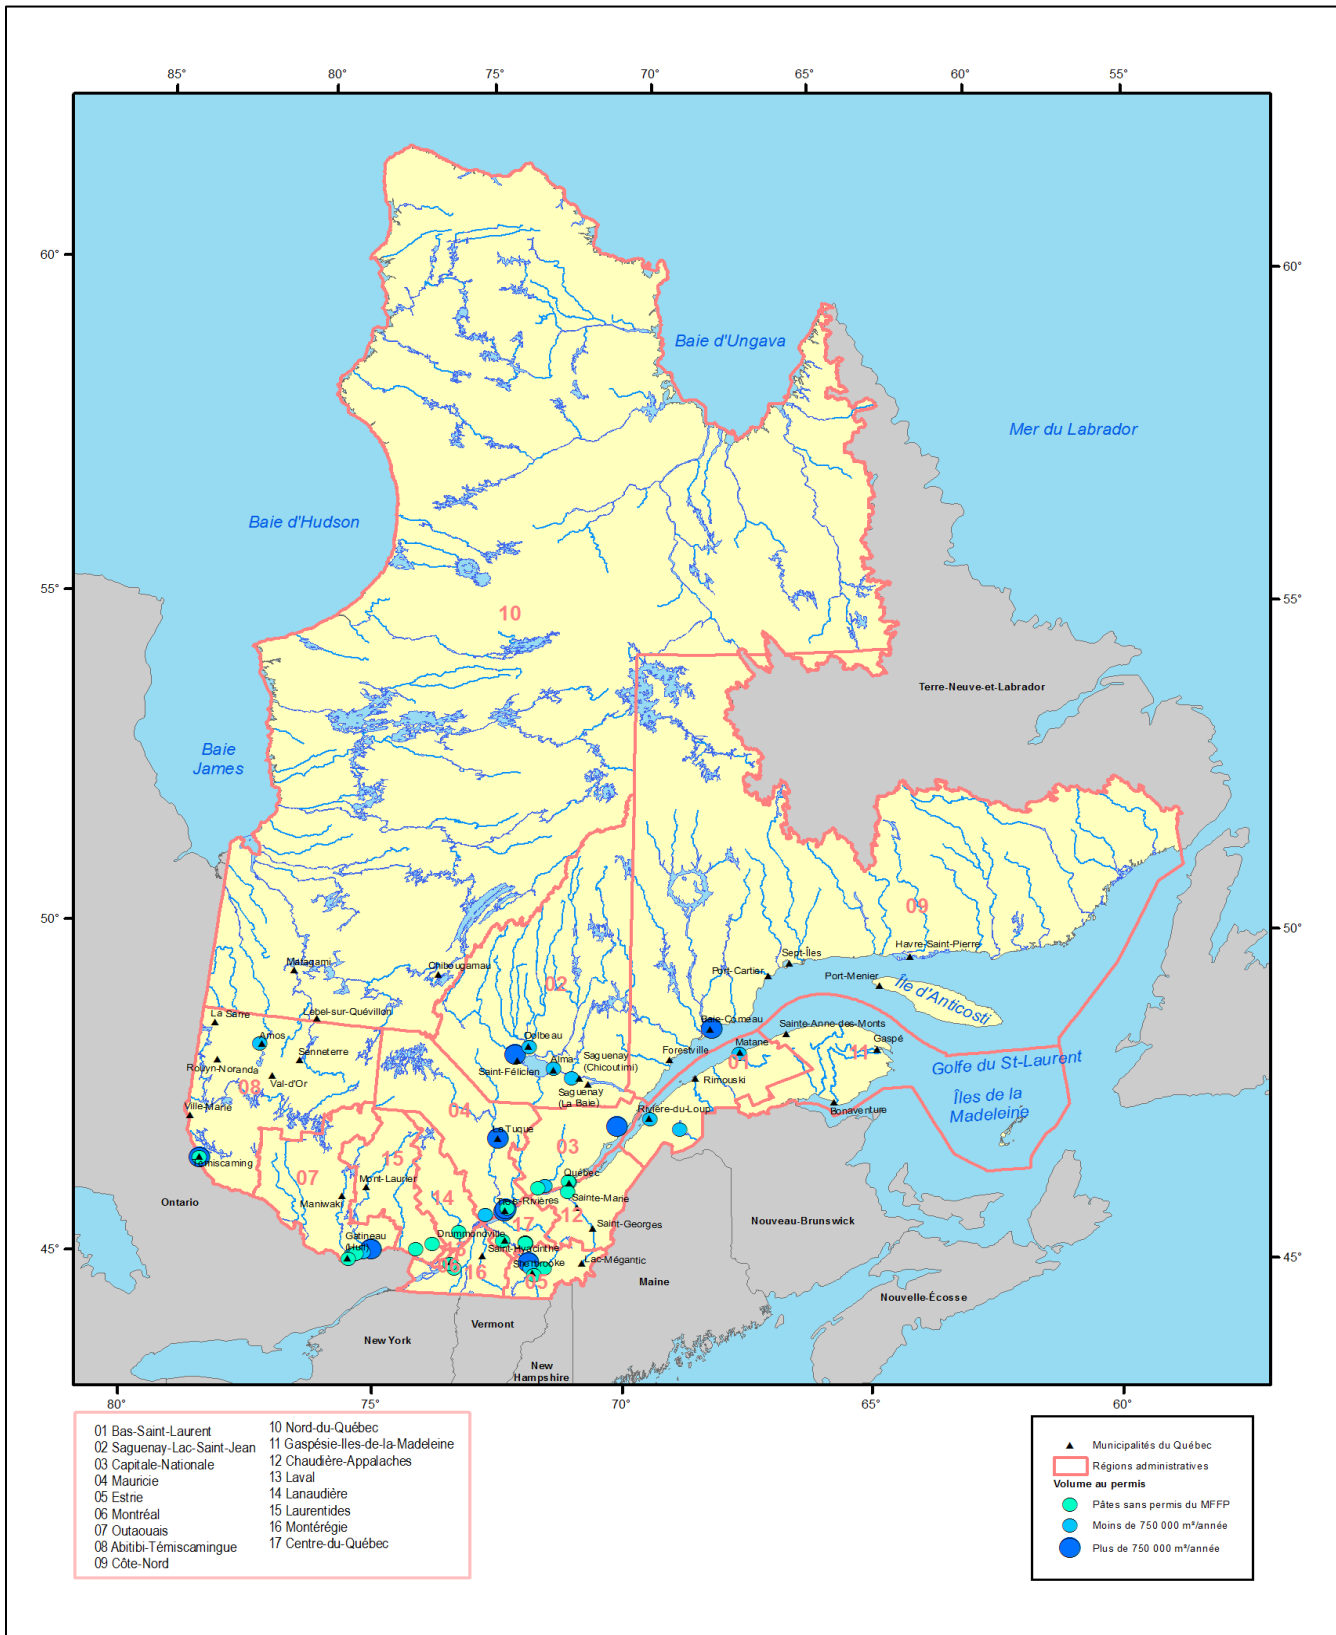 85° 80° 75° 70° 65° 60° 55°
60° 60°
Baie d'Ungava
Mer du Labrador
Baie d'Hudson
55° 55°
10
Terre-Neuve-et-Labrador
Baie
James
50° 50°
09
Havre-Saint-Pierre
Sept-Îles
Port-Cartier
Port-Menier
Île d'Anticosti
Matagami
Chibougamau
02
La Sarre
Lebel-sur-Quévillon
Baie-Comeau
Sainte-Anne-des-Monts
Amos
Dolbeau
Matane
Gaspé
11
Senneterre
Rouyn-Noranda
Saint-Félicien
Alma
Saguenay
(Chicoutimi)
Forestville
01
Golfe du St-Laurent
Val-d'Or
08
Saguenay
(La Baie)
Rimouski
Îles de la
Madeleine
Ville-Marie
04
Rivière-du-Loup
Bonaventure
La Tuque
03
Témiscaming
07
15
Mont-Laurier
Québec
Ontario
Maniwaki
14
Trois-Rivières
Sainte-Marie
12
Nouveau-Brunswick
Saint-Georges
17
Gatineau
(Hull)
Drummondville
13
Saint-Hyacinthe
45° 45°
06
16
Sherbrooke
Lac-Mégantic
05
Maine
Nouvelle-Écosse
Vermont
New York
New
Hampshire
80° 75° 70° 65° 60°
01 Bas-Saint-Laurent
02 Saguenay-Lac-Saint-Jean
03 Capitale-Nationale
04 Mauricie
05 Estrie
06 Montréal
07 Outaouais
08 Abitibi-Témiscamingue
09 Côte-Nord
10 Nord-du-Québec
11 Gaspésie-Iles-de-la-Madeleine
12 Chaudière-Appalaches
13 Laval
14 Lanaudière
15 Laurentides
16 Montérégie
17 Centre-du-Québec
Municipalités du Québec
Régions administratives
Volume au permis
Pâtes sans permis du MFFP
Moins de 750 000 m³/année
Plus de 750 000 m³/année